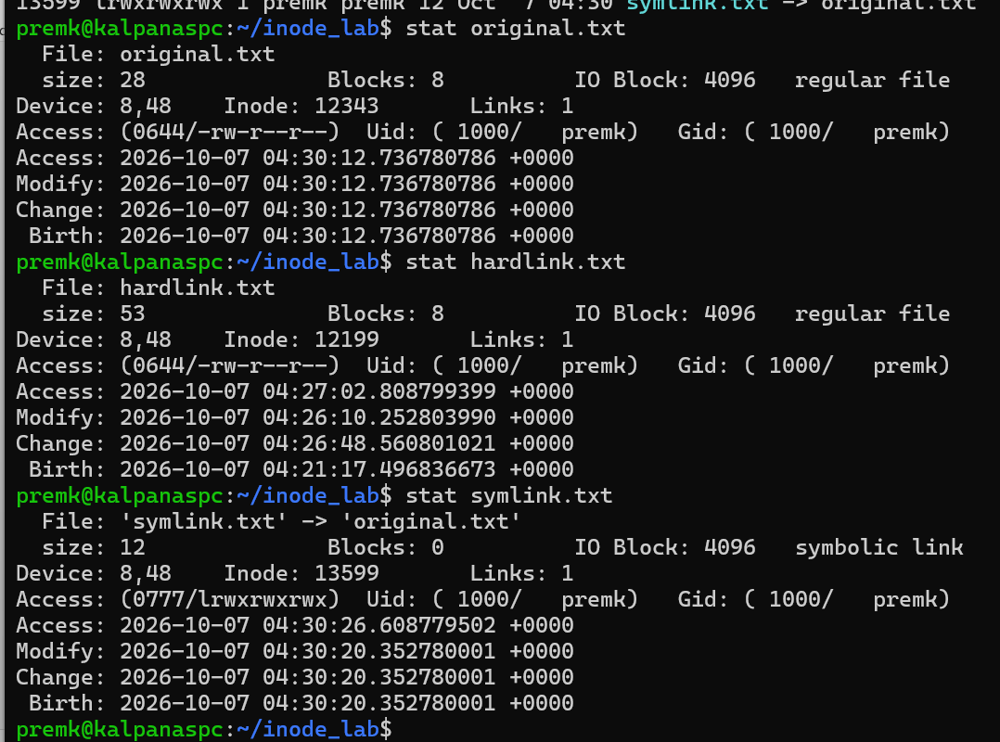 13599 lrwxrwxrwx 1 premk premk 12 Oct  7 04:30 symlink.txt -> original.txt
premk@kalpanaspc:~/inode_lab$ stat original.txt
  File: original.txt
  size: 28              Blocks: 8          IO Block: 4096   regular file
Device: 8,48    Inode: 12343       Links: 1
Access: (0644/-rw-r--r--)  Uid: ( 1000/   premk)   Gid: ( 1000/   premk)
Access: 2026-10-07 04:30:12.736780786 +0000
Modify: 2026-10-07 04:30:12.736780786 +0000
Change: 2026-10-07 04:30:12.736780786 +0000
 Birth: 2026-10-07 04:30:12.736780786 +0000
premk@kalpanaspc:~/inode_lab$ stat hardlink.txt
  File: hardlink.txt
  size: 53              Blocks: 8          IO Block: 4096   regular file
Device: 8,48    Inode: 12199       Links: 1
Access: (0644/-rw-r--r--)  Uid: ( 1000/   premk)   Gid: ( 1000/   premk)
Access: 2026-10-07 04:27:02.808799399 +0000
Modify: 2026-10-07 04:26:10.252803990 +0000
Change: 2026-10-07 04:26:48.560801021 +0000
 Birth: 2026-10-07 04:21:17.496836673 +0000
premk@kalpanaspc:~/inode_lab$ stat symlink.txt
  File: 'symlink.txt' -> 'original.txt'
  size: 12              Blocks: 0          IO Block: 4096   symbolic link
Device: 8,48    Inode: 13599       Links: 1
Access: (0777/lrwxrwxrwx)  Uid: ( 1000/   premk)   Gid: ( 1000/   premk)
Access: 2026-10-07 04:30:26.608779502 +0000
Modify: 2026-10-07 04:30:20.352780001 +0000
Change: 2026-10-07 04:30:20.352780001 +0000
 Birth: 2026-10-07 04:30:20.352780001 +0000
premk@kalpanaspc:~/inode_lab$